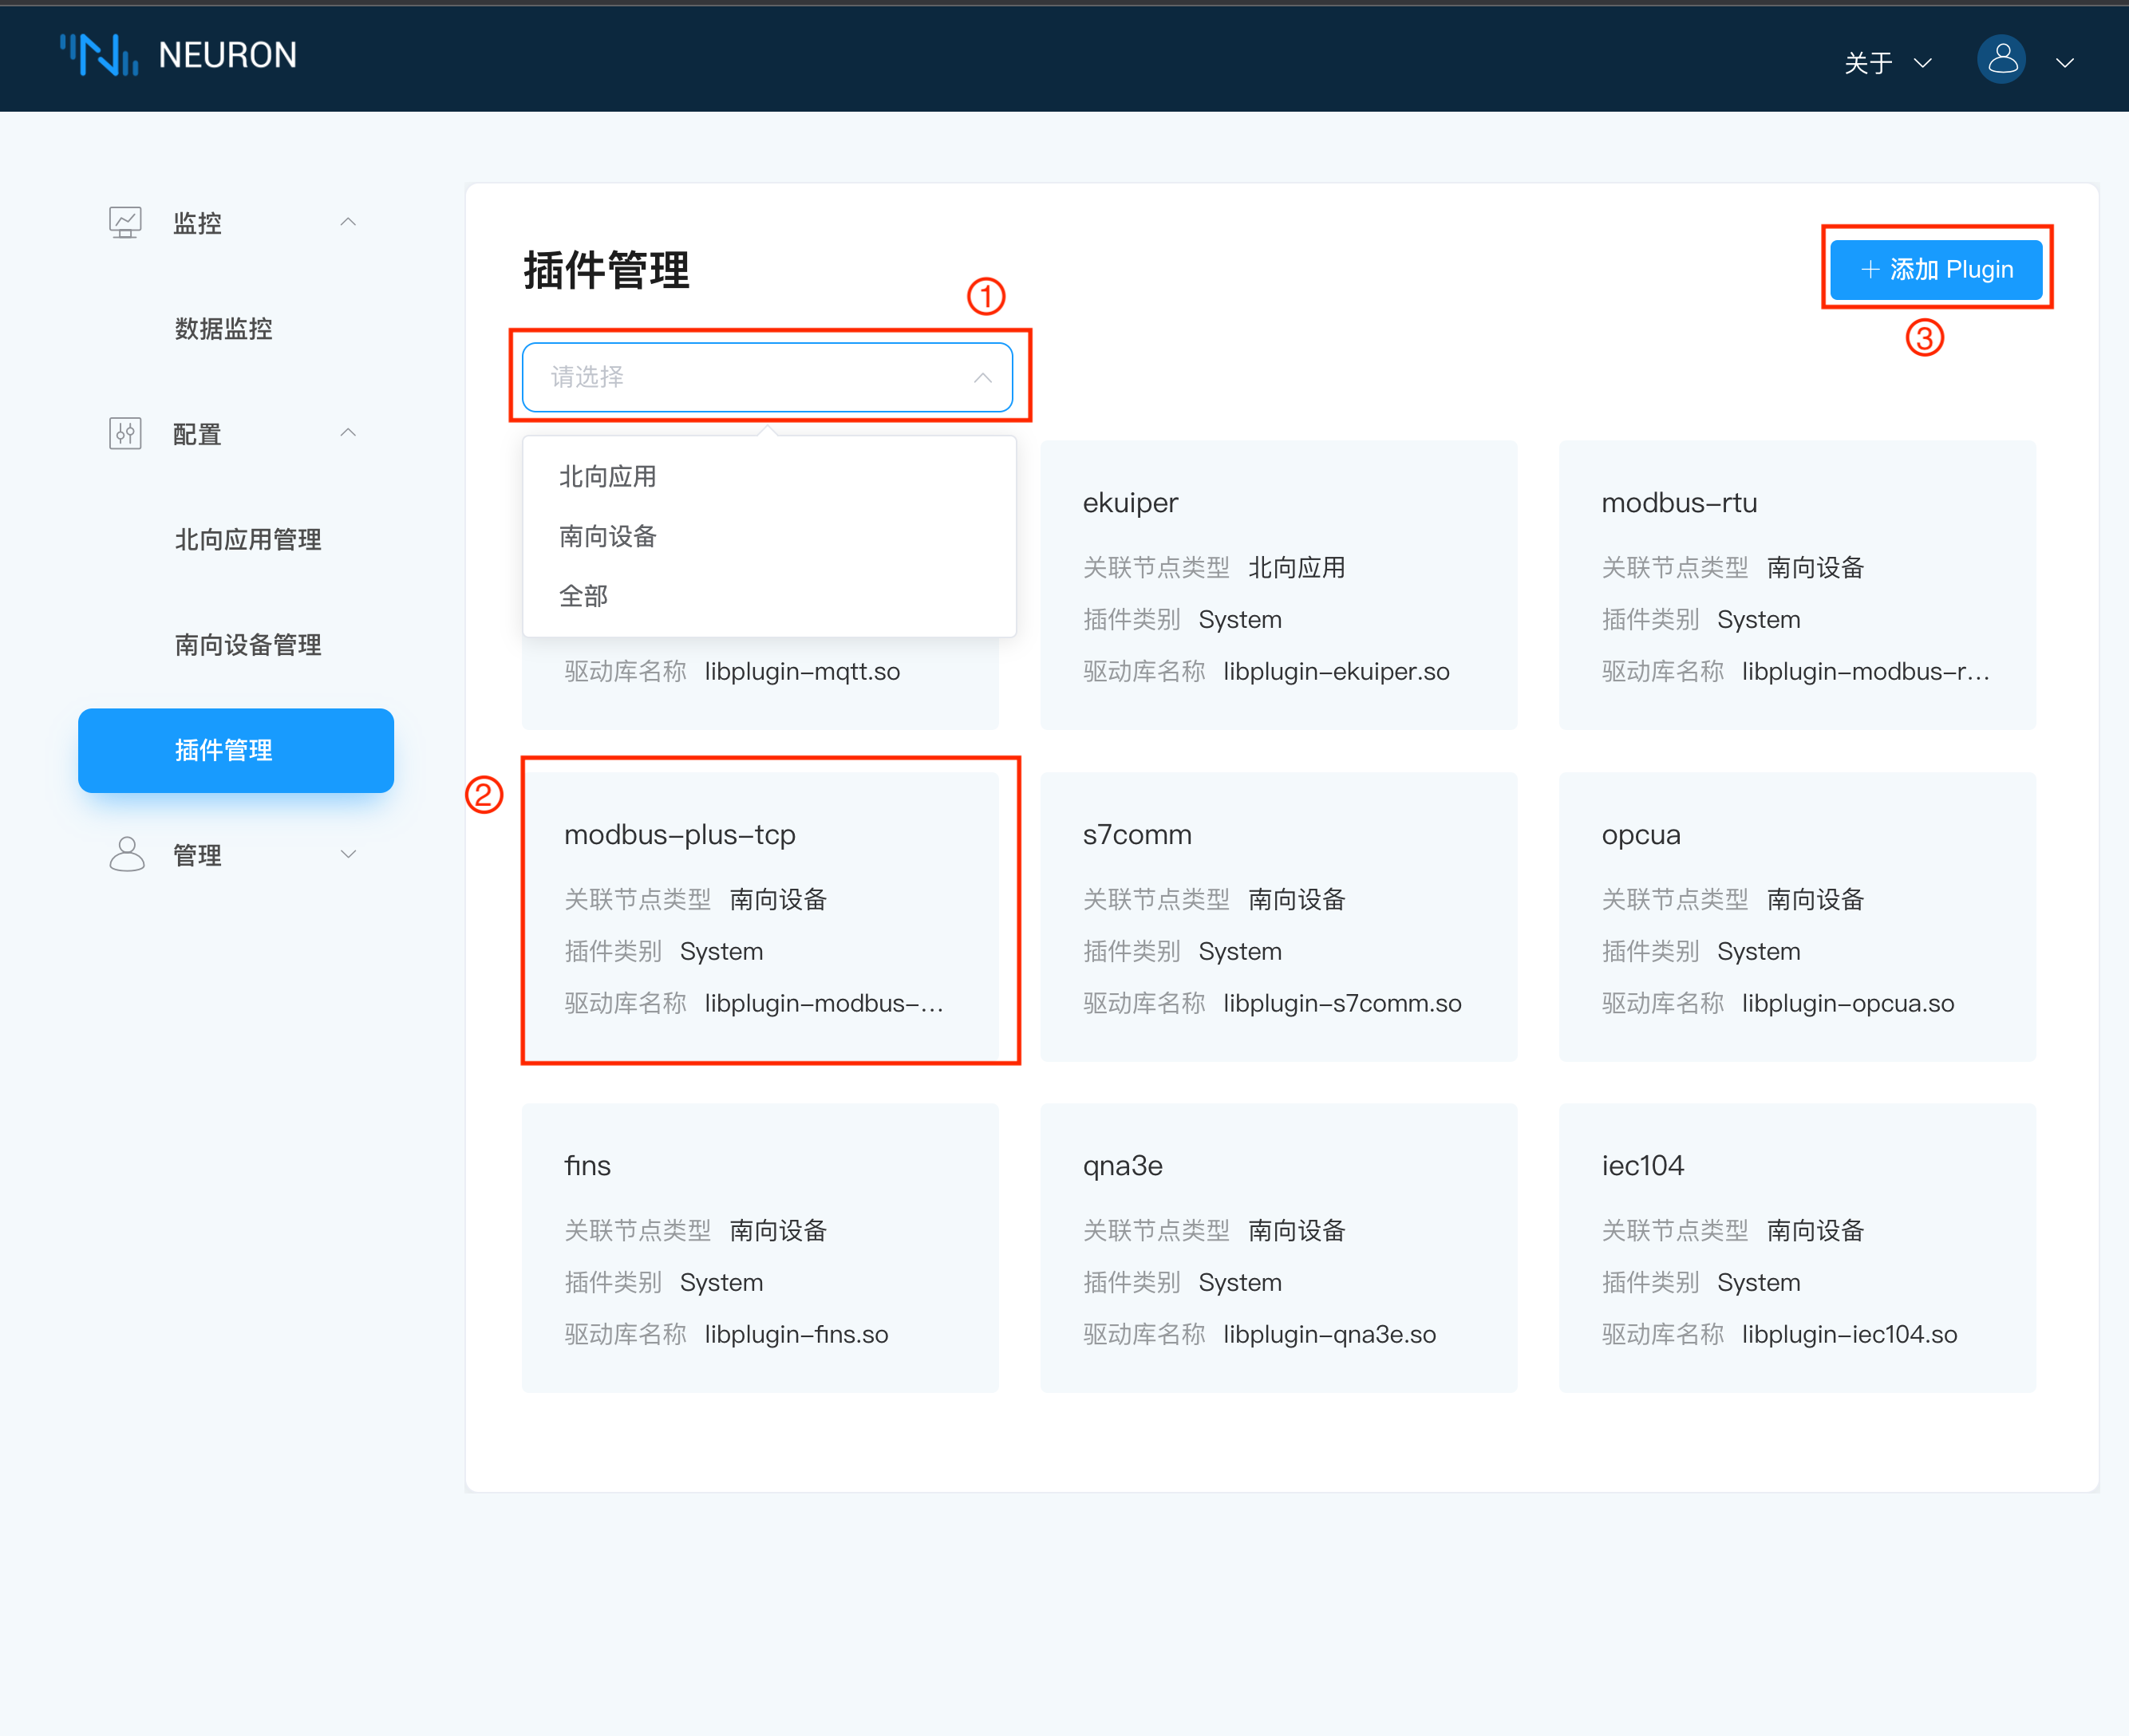 NEURON
关于
监控
数据监控
配置
北向应用管理
南向设备管理
插件管理
管理
插件管理
①
+ 添加 Plugin
③
请选择
北向应用
南向设备
全部
驱动库名称 libplugin-mqtt.so
ekuiper
关联节点类型 北向应用
插件类别 System
驱动库名称 libplugin-ekuiper.so
modbus-rtu
关联节点类型 南向设备
插件类别 System
驱动库名称 libplugin-modbus-r...
②
modbus-plus-tcp
关联节点类型 南向设备
插件类别 System
驱动库名称 libplugin-modbus-...
s7comm
关联节点类型 南向设备
插件类别 System
驱动库名称 libplugin-s7comm.so
opcua
关联节点类型 南向设备
插件类别 System
驱动库名称 libplugin-opcua.so
fins
关联节点类型 南向设备
插件类别 System
驱动库名称 libplugin-fins.so
qna3e
关联节点类型 南向设备
插件类别 System
驱动库名称 libplugin-qna3e.so
iec104
关联节点类型 南向设备
插件类别 System
驱动库名称 libplugin-iec104.so